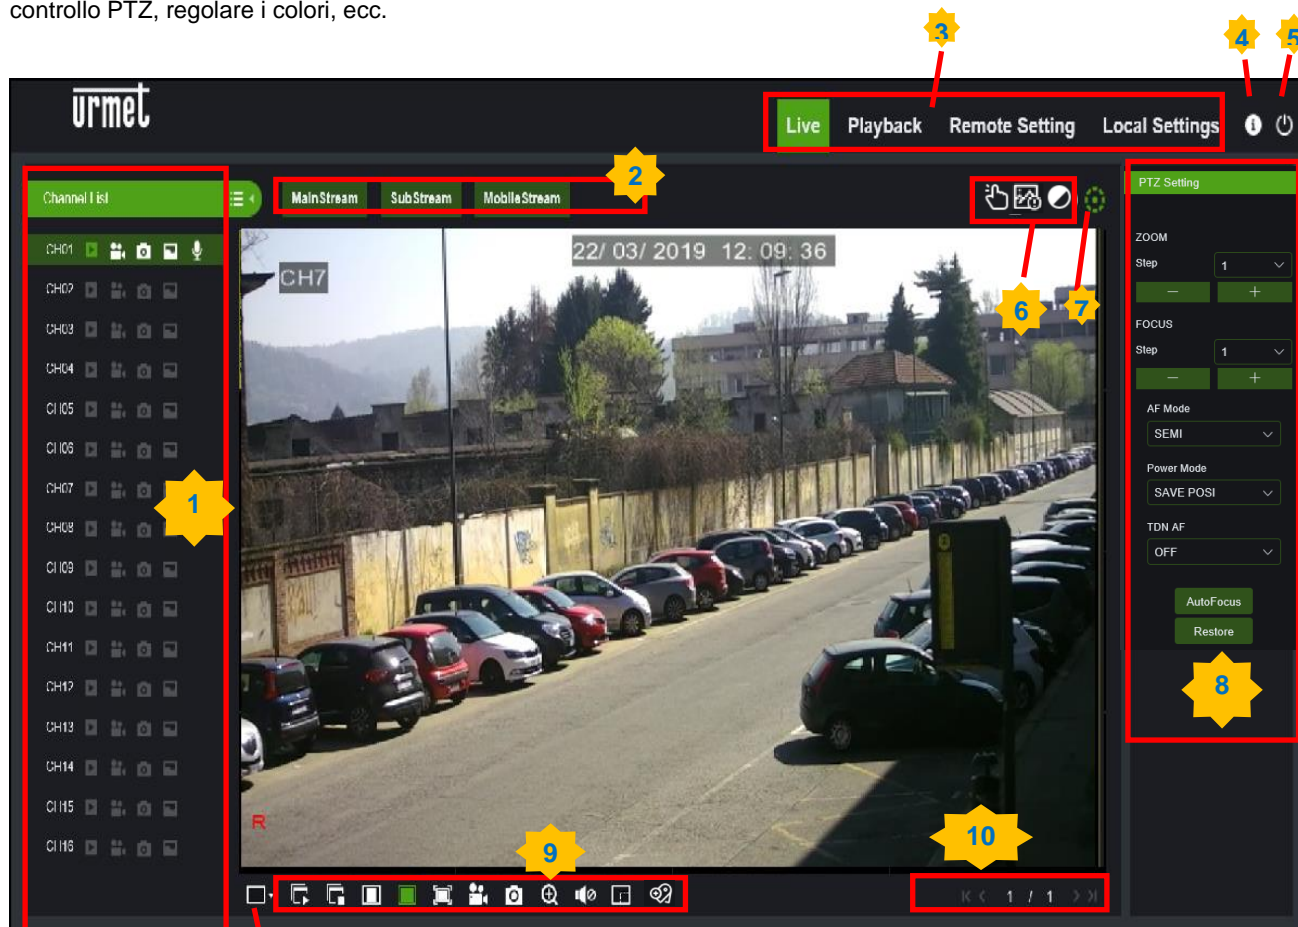 controllo PTZ, regolare i colori, ecc.
3
4
5
urmet
Live Playback Remote Setting Local Settings
2
Channel List
MainStream SubStream MobileStream
PTZ Setting
CH01
22/ 03/ 2019 12: 09: 36
CH7
ZOOM
Step 1
− +
CH02
CH03
6
7
FOCUS
Step 1
− +
CH04
CH05
AF Mode
SEMI
CH06
Power Mode
SAVE POSI
CH07
1
CH08
TDN AF
OFF
CH09
CH10
AutoFocus
Restore
CH11
CH12
8
CH13
CH14
CH15
R
CH16
9
10
1 / 1